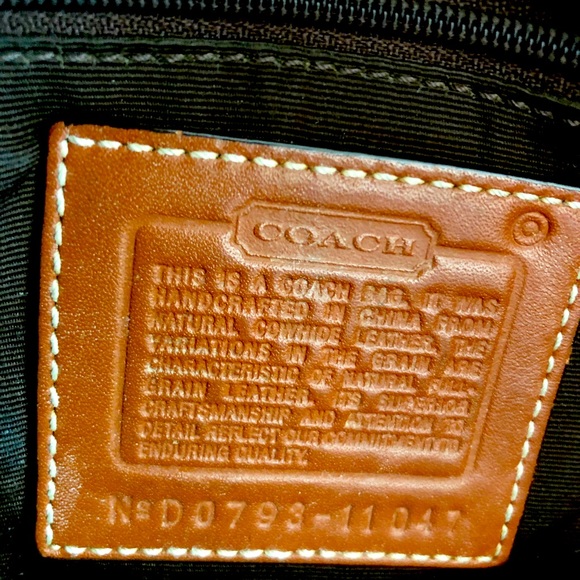 COACH
THIS IS A COACH BAG. IT WAS
HANDCRAFTED IN CHINA FROM
NATURAL COWHIDE LEATHER. THE
VARIATIONS IN THE GRAIN ARE
CHARACTERISTIC OF NATURAL FULL
GRAIN LEATHER. ITS SUPERIOR
CRAFTSMANSHIP AND ATTENTION TO
DETAIL REFLECT OUR COMMITMENT TO
ENDURING QUALITY.
Nº D0793-11047